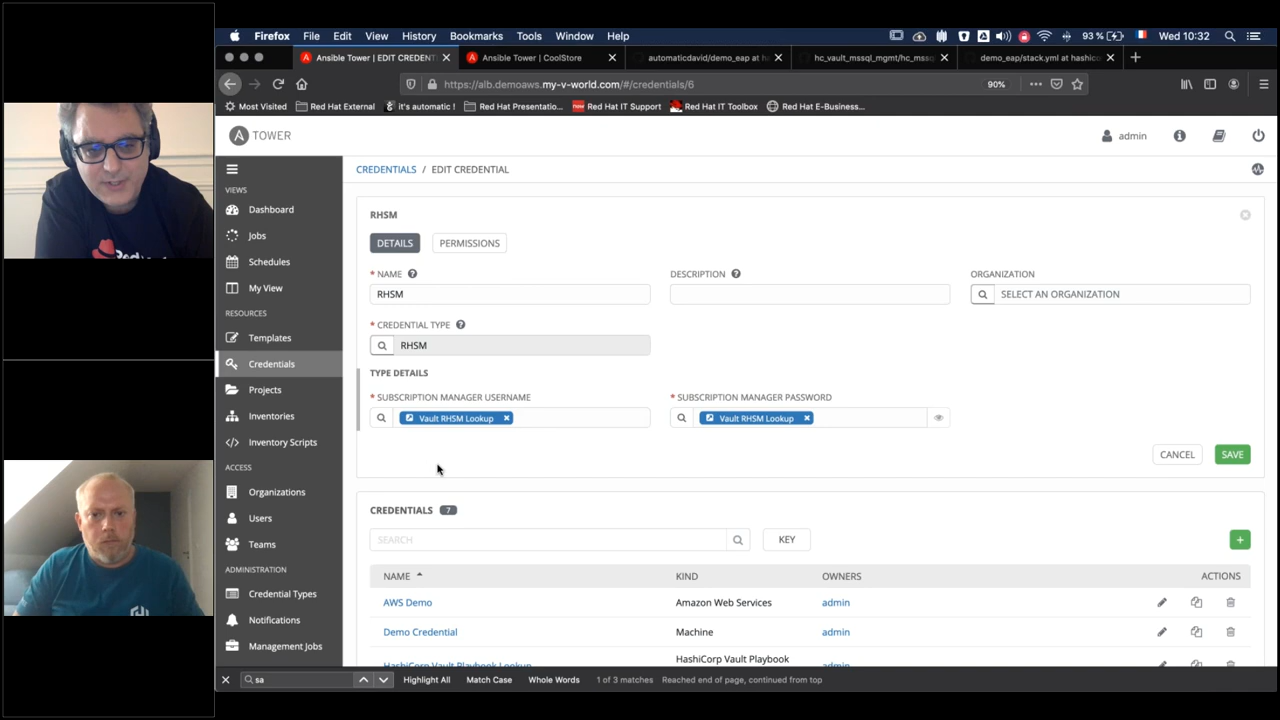 Firefox File Edit View History Bookmarks Tools Window Help 93 % Wed 10:32
Ansible Tower | EDIT CREDENT
Ansible Tower | CoolStore
automaticdavid/demo_eap at h
hc_vault_mssql_mgmt/hc_mssq
demo_eap/stack.yml at hashic
https://alb.demoaws.my-v-world.com/#/credentials/6 90%
Most Visited Red Hat External it's automatic ! Red Hat Presentatio... Red Hat IT Support Red Hat IT Toolbox Red Hat E-Business...
A TOWER admin
CREDENTIALS / EDIT CREDENTIAL
VIEWS
Dashboard
Jobs
Schedules
My View
RESOURCES
Templates
Credentials
Projects
Inventories
Inventory Scripts
ACCESS
Organizations
Users
Teams
ADMINISTRATION
Credential Types
Notifications
Management Jobs
RHSM
DETAILS PERMISSIONS
* NAME DESCRIPTION ORGANIZATION
RHSM SELECT AN ORGANIZATION
* CREDENTIAL TYPE
RHSM
TYPE DETAILS
* SUBSCRIPTION MANAGER USERNAME * SUBSCRIPTION MANAGER PASSWORD
Vault RHSM Lookup Vault RHSM Lookup
CANCEL SAVE
CREDENTIALS 7
SEARCH KEY
NAME KIND OWNERS ACTIONS
AWS Demo Amazon Web Services admin
Demo Credential Machine admin
HashiCorp Vault Playbook Lookup HashiCorp Vault Playbook admin
sa Highlight All Match Case Whole Words 1 of 3 matches Reached end of page, continued from top